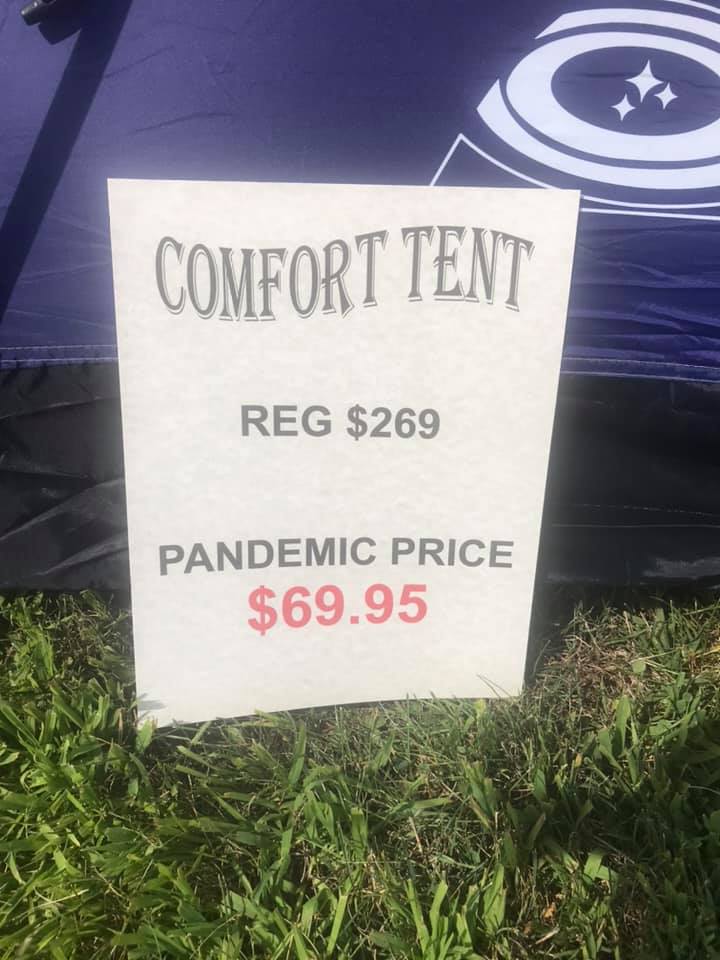 COMFORT TENT
REG $269
PANDEMIC PRICE
$69.95